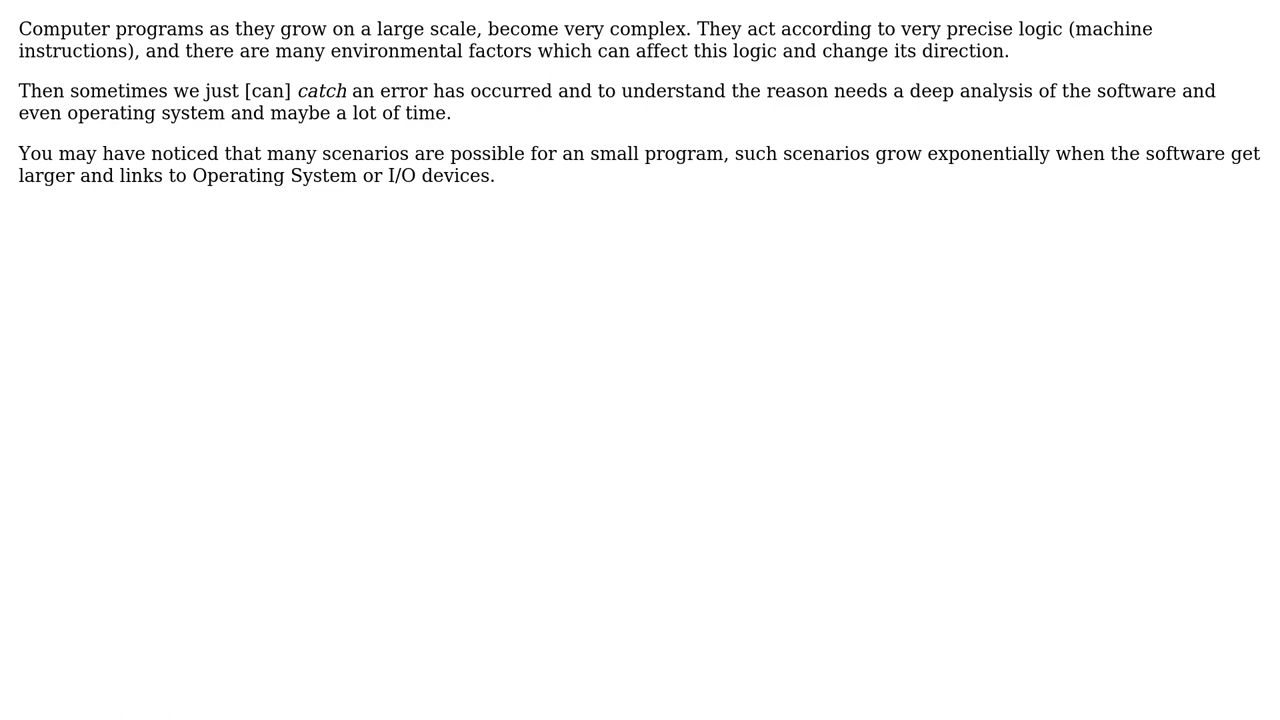 Computer programs as they grow on a large scale, become very complex. They act according to very precise logic (machine
instructions), and there are many environmental factors which can affect this logic and change its direction.
Then sometimes we just [can] catch an error has occurred and to understand the reason needs a deep analysis of the software and
even operating system and maybe a lot of time.
You may have noticed that many scenarios are possible for an small program, such scenarios grow exponentially when the software get
larger and links to Operating System or I/O devices.